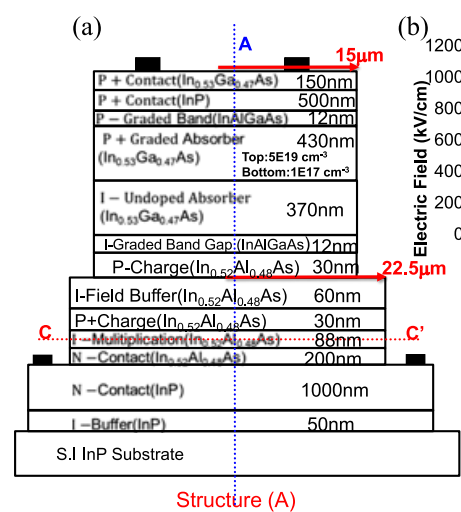 (a)
(b)
A
15μm
P + Contact(In0.53Ga0.47As) 150nm
P + Contact(InP) 500nm
P − Graded Band(InAlGaAs) 12nm
P + Graded Absorber 430nm
(In0.53Ga0.47As)
Top:5E19 cm-3
Bottom:1E17 cm-3
I − Undoped Absorber
(In0.53Ga0.47As) 370nm
I-Graded Band Gap (InAlGaAs) 12nm
P-Charge(In0.52Al0.48As) 30nm
22.5μm
I-Field Buffer(In0.52Al0.48As) 60nm
P+Charge(In0.52Al0.48As) 30nm
C C'
I −Mulitiplication(In0.52Al0.48As) 88nm
N −Contact(In0.52Al0.48As) 200nm
N −Contact(InP) 1000nm
I−Buffer(InP) 50nm
S.I InP Substrate
Structure (A)
Electric Field (kV/cm)
1200
1000
800
600
400
200
0